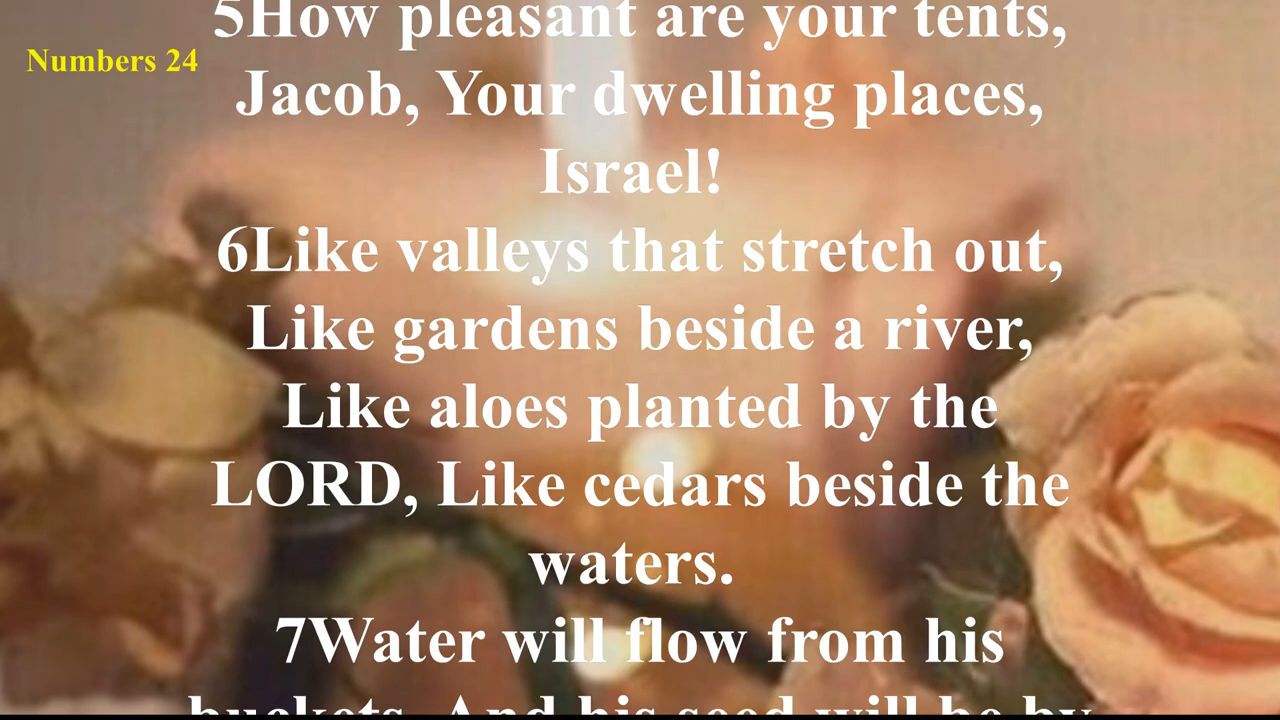 Numbers 24
5How pleasant are your tents,
Jacob, Your dwelling places,
Israel!
6Like valleys that stretch out,
Like gardens beside a river,
Like aloes planted by the
LORD, Like cedars beside the
waters.
7Water will flow from his
buckets, And his seed will be by